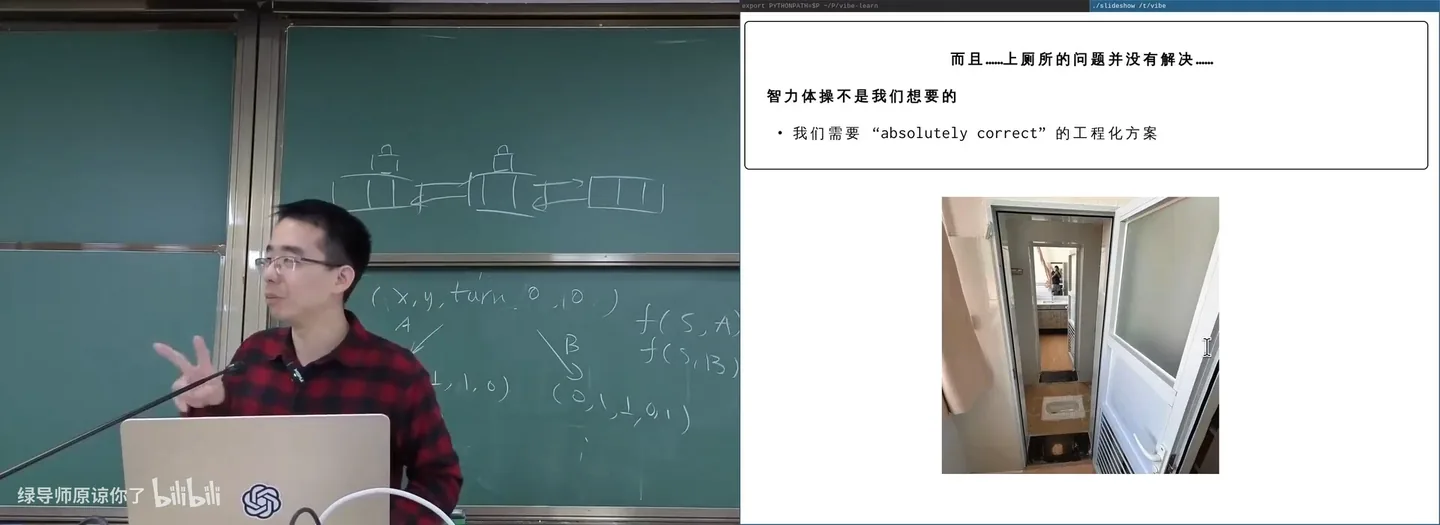 export PYTHONPATH=$P ~/P/vibe-learn
./slideshow /t/vibe
而且……上厕所的问题并没有解决……
智力体操不是我们想要的
• 我们需要 “absolutely correct” 的工程化方案
(x,y,turn,0,0)
A
B
f(S,A)
f(S,B)
1,1,0)
(0,1,1,0,1)
绿导师原谅你了 bilibili